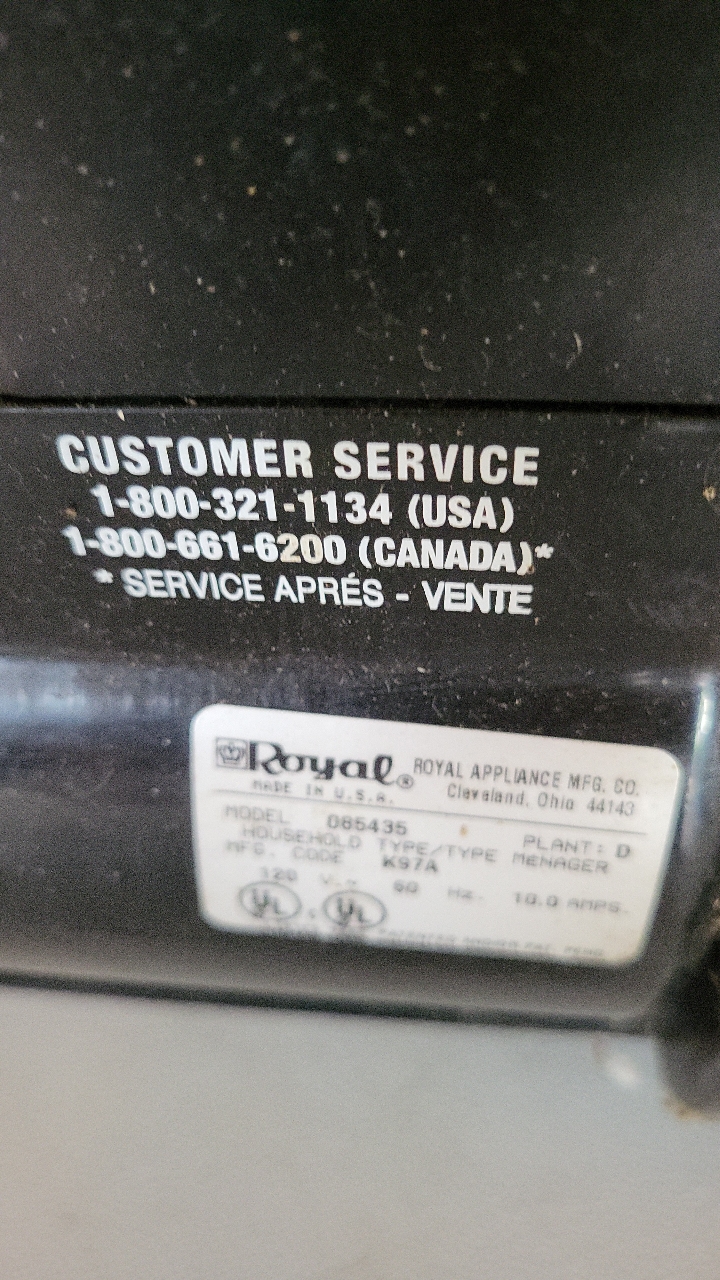 CUSTOMER SERVICE
1-800-321-1134 (USA)
1-800-661-6200 (CANADA)*
* SERVICE APRÉS - VENTE
Royal® ROYAL APPLIANCE MFG. CO.
MADE IN U.S.A. Cleveland, Ohio 44143
MODEL 085435 PLANT: D
HOUSEHOLD TYPE/TYPE MENAGER
MFG. CODE K97A
120 V.~ 60 Hz. 10.0 AMPS.
UL UL